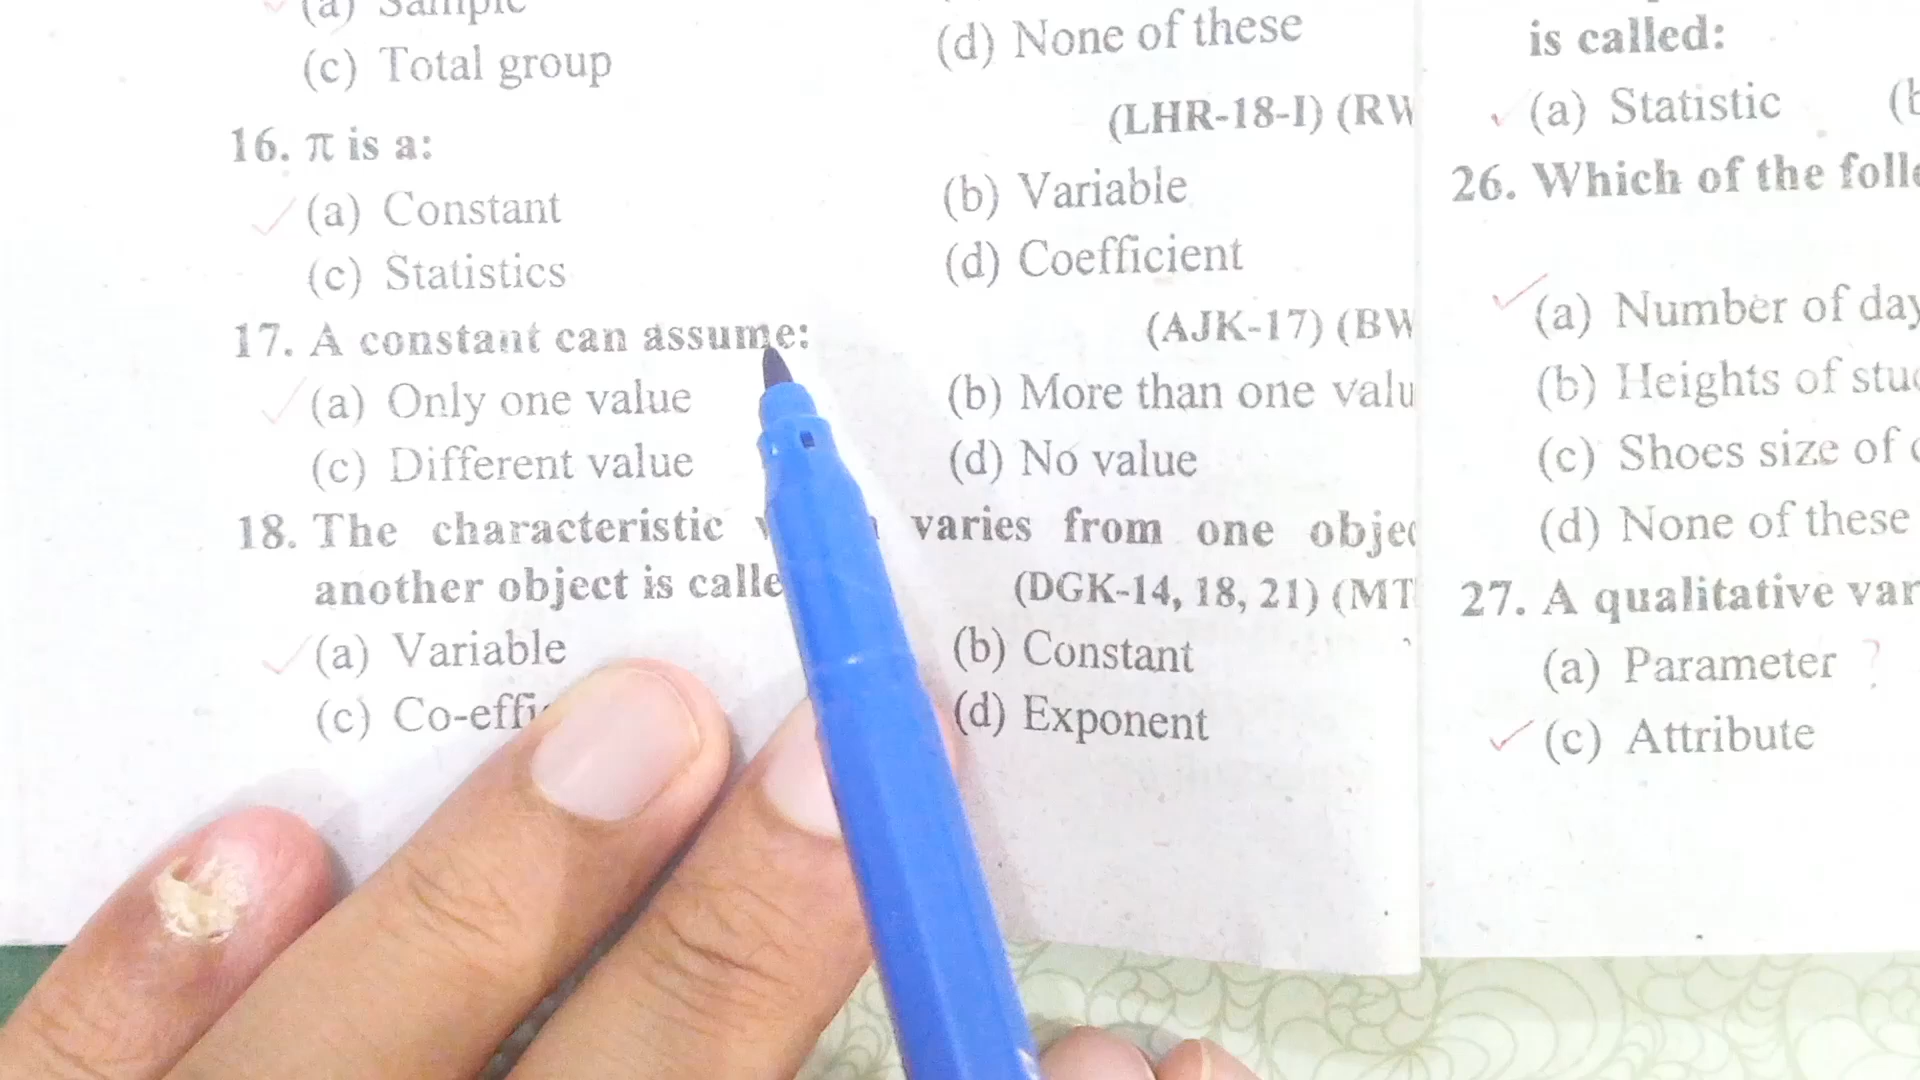 (a) Sample
(c) Total group
(d) None of these
(LHR-18-I) (RW
16. π is a:
(a) Constant
(b) Variable
(c) Statistics
(d) Coefficient
17. A constant can assume:
(AJK-17) (BW
(a) Only one value
(b) More than one valu
(c) Different value
(d) No value
18. The characteristic varies from one objec
another object is calle
(DGK-14, 18, 21) (MT
(a) Variable
(b) Constant
(c) Co-effi
(d) Exponent
is called:
(a) Statistic (b
26. Which of the foll
(a) Number of day
(b) Heights of stu
(c) Shoes size of
(d) None of these
27. A qualitative var
(a) Parameter ?
(c) Attribute